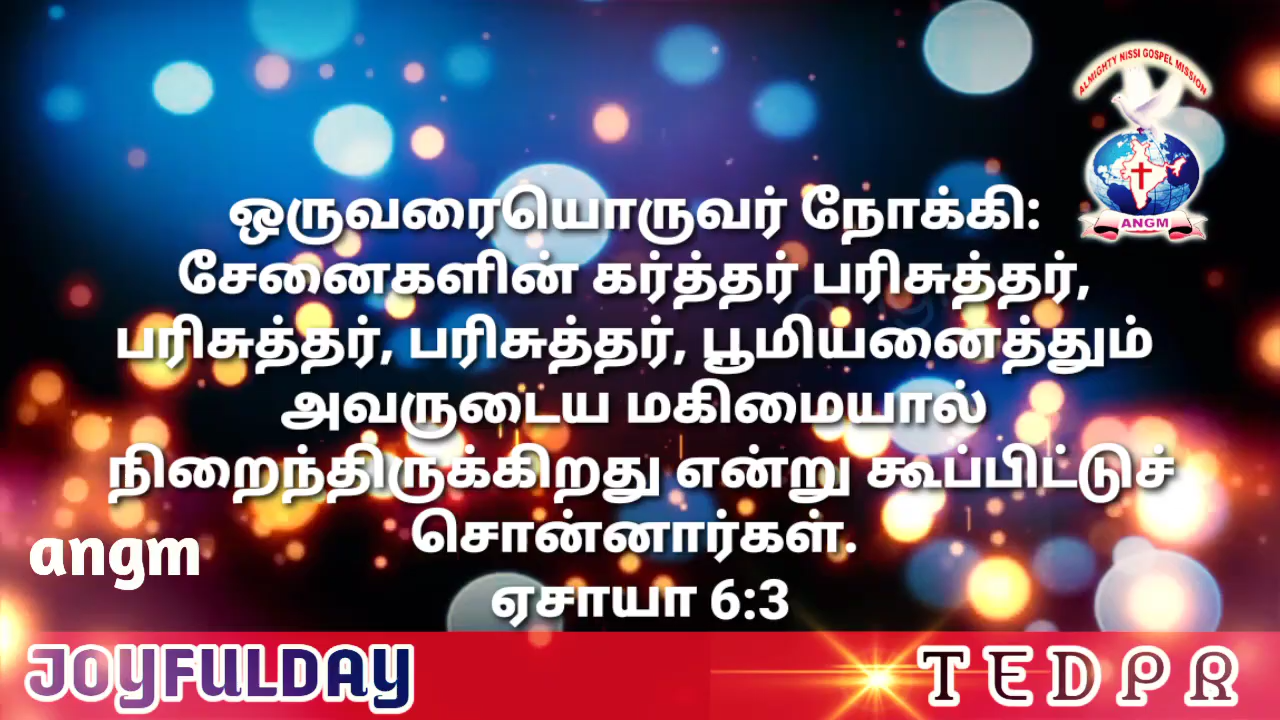 ALMIGHTY NISSI GOSPEL MISSION
ANGM
ஒருவரையொருவர் நோக்கி:
சேனைகளின் கர்த்தர் பரிசுத்தர்,
பரிசுத்தர், பரிசுத்தர், பூமியனைத்தும்
அவருடைய மகிமையால்
நிறைந்திருக்கிறது என்று கூப்பிட்டுச்
சொன்னார்கள்.
ஏசாயா 6:3
angm
JOYFULDAY
TEDPR